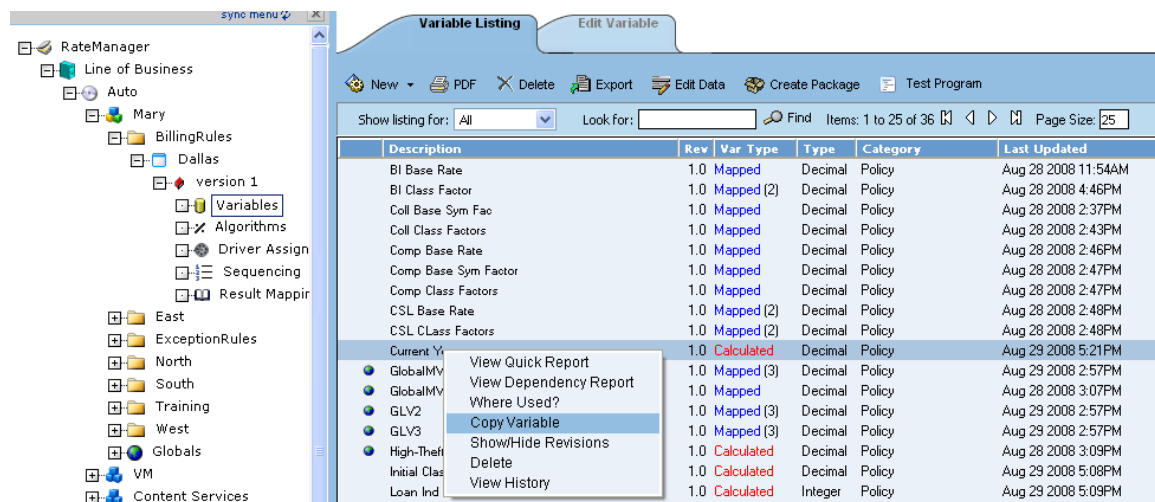 sync menu
RateManager
Line of Business
Auto
Mary
BillingRules
Dallas
version 1
Variables
Algorithms
Driver Assign
Sequencing
Result Mappin
East
ExceptionRules
North
South
Training
West
Globals
VM
Content Services
Variable Listing Edit Variable
New PDF Delete Export Edit Data Create Package Test Program
Show listing for: All Look for: Find Items: 1 to 25 of 36 Page Size: 25
Description Rev Var Type Type Category Last Updated
BI Base Rate 1.0 Mapped Decimal Policy Aug 28 2008 11:54AM
BI Class Factor 1.0 Mapped (2) Decimal Policy Aug 28 2008 4:46PM
Coll Base Sym Fac 1.0 Mapped Decimal Policy Aug 28 2008 2:37PM
Coll Class Factors 1.0 Mapped Decimal Policy Aug 28 2008 2:43PM
Comp Base Rate 1.0 Mapped Decimal Policy Aug 28 2008 2:46PM
Comp Base Sym Factor 1.0 Mapped Decimal Policy Aug 28 2008 2:47PM
Comp Class Factors 1.0 Mapped Decimal Policy Aug 28 2008 2:47PM
CSL Base Rate 1.0 Mapped (2) Decimal Policy Aug 28 2008 2:48PM
CSL CLass Factors 1.0 Mapped (2) Decimal Policy Aug 28 2008 2:48PM
Current Y 1.0 Calculated Decimal Policy Aug 29 2008 5:21PM
GlobalMV 1.0 Mapped (3) Decimal Policy Aug 29 2008 2:57PM
GlobalMV 1.0 Mapped Decimal Policy Aug 28 2008 3:07PM
GLV2 1.0 Mapped (3) Decimal Policy Aug 29 2008 2:57PM
GLV3 1.0 Mapped (3) Decimal Policy Aug 29 2008 2:57PM
High-Theft 1.0 Calculated Decimal Policy Aug 28 2008 3:09PM
Initial Clas 1.0 Calculated Decimal Policy Aug 29 2008 5:08PM
Loan Ind 1.0 Calculated Integer Policy Aug 29 2008 5:09PM
View Quick Report
View Dependency Report
Where Used?
Copy Variable
Show/Hide Revisions
Delete
View History